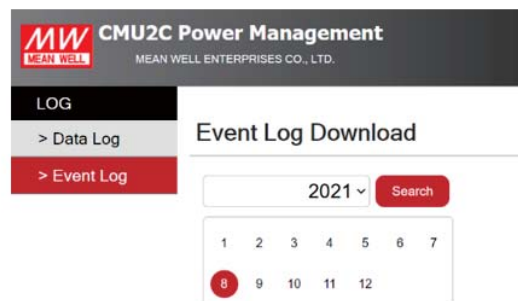 MW
MEAN WELL
CMU2C Power Management
MEAN WELL ENTERPRISES CO., LTD.
LOG
> Data Log
> Event Log
Event Log Download
2021 Search
1 2 3 4 5 6 7
8 9 10 11 12